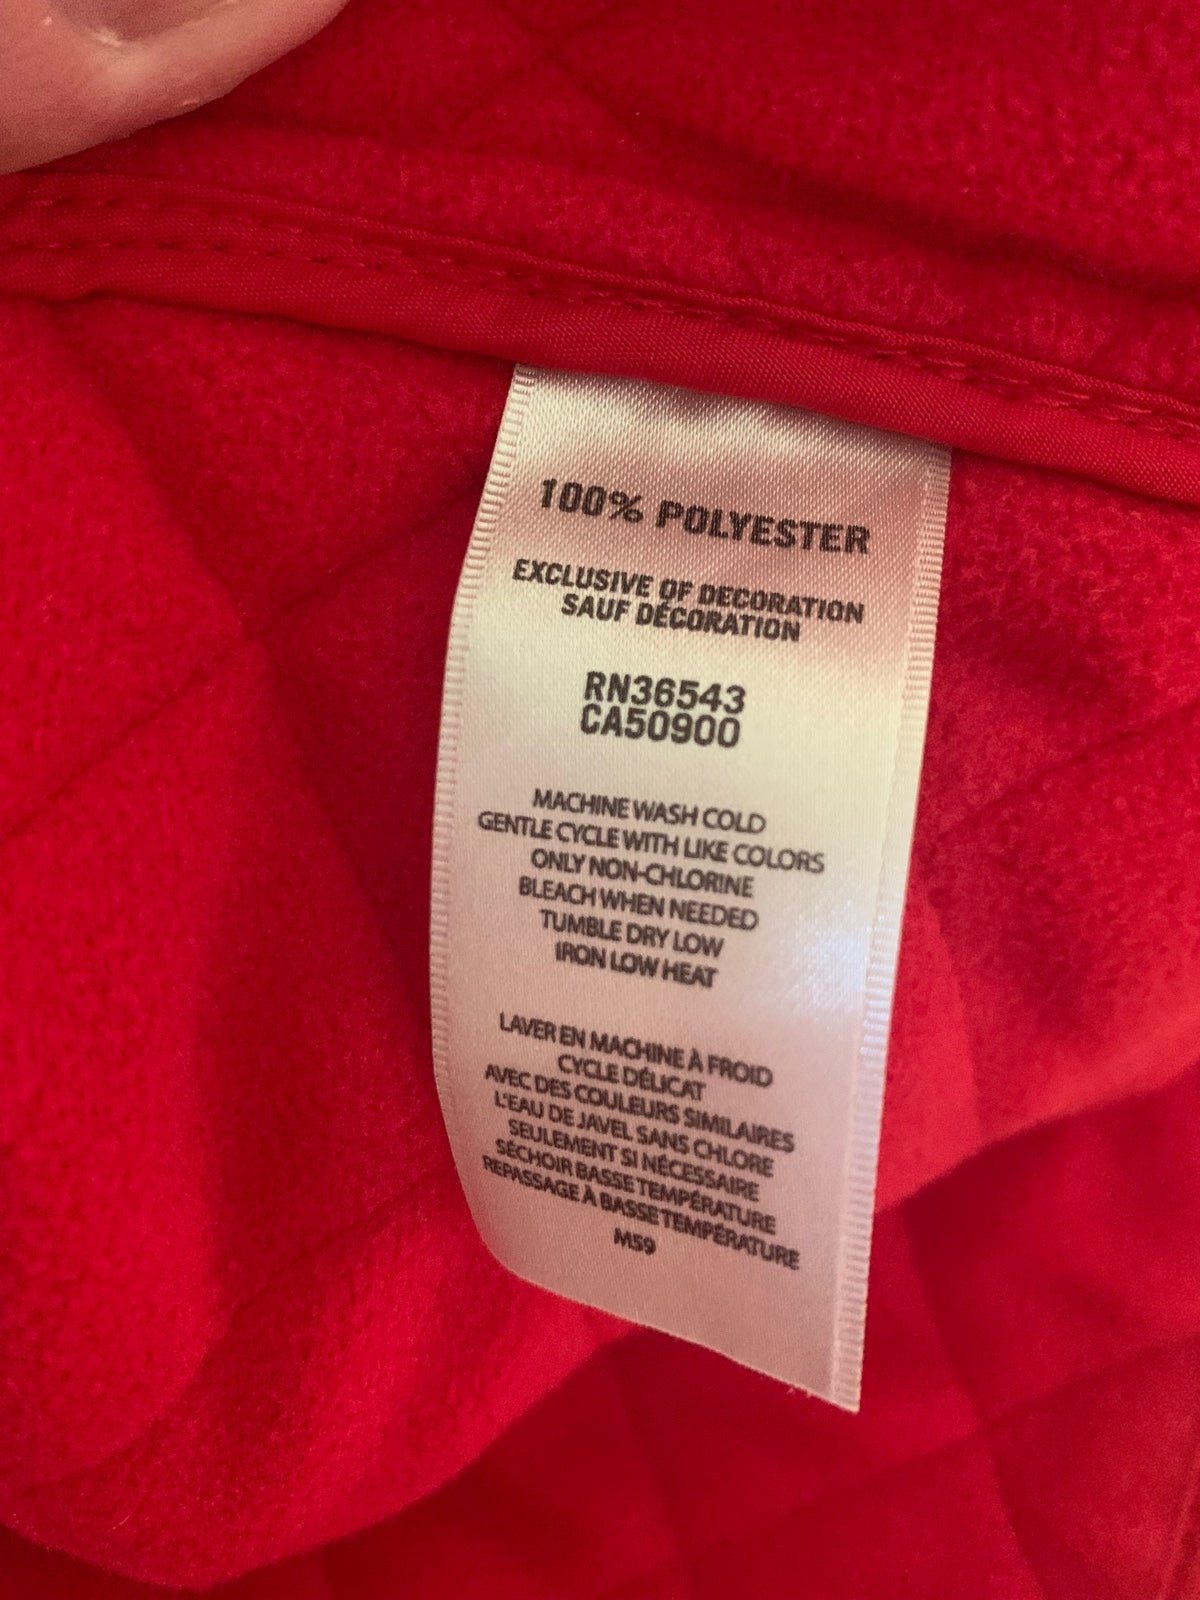 100% POLYESTER
EXCLUSIVE OF DECORATION
SAUF DÉCORATION
RN36543
CA50900
MACHINE WASH COLD
GENTLE CYCLE WITH LIKE COLORS
ONLY NON-CHLORINE
BLEACH WHEN NEEDED
TUMBLE DRY LOW
IRON LOW HEAT
LAVER EN MACHINE À FROID
CYCLE DÉLICAT
AVEC DES COULEURS SIMILAIRES
L'EAU DE JAVEL SANS CHLORE
SEULEMENT SI NÉCESSAIRE
SÉCHOIR BASSE TEMPÉRATURE
REPASSAGE À BASSE TEMPÉRATURE
M59